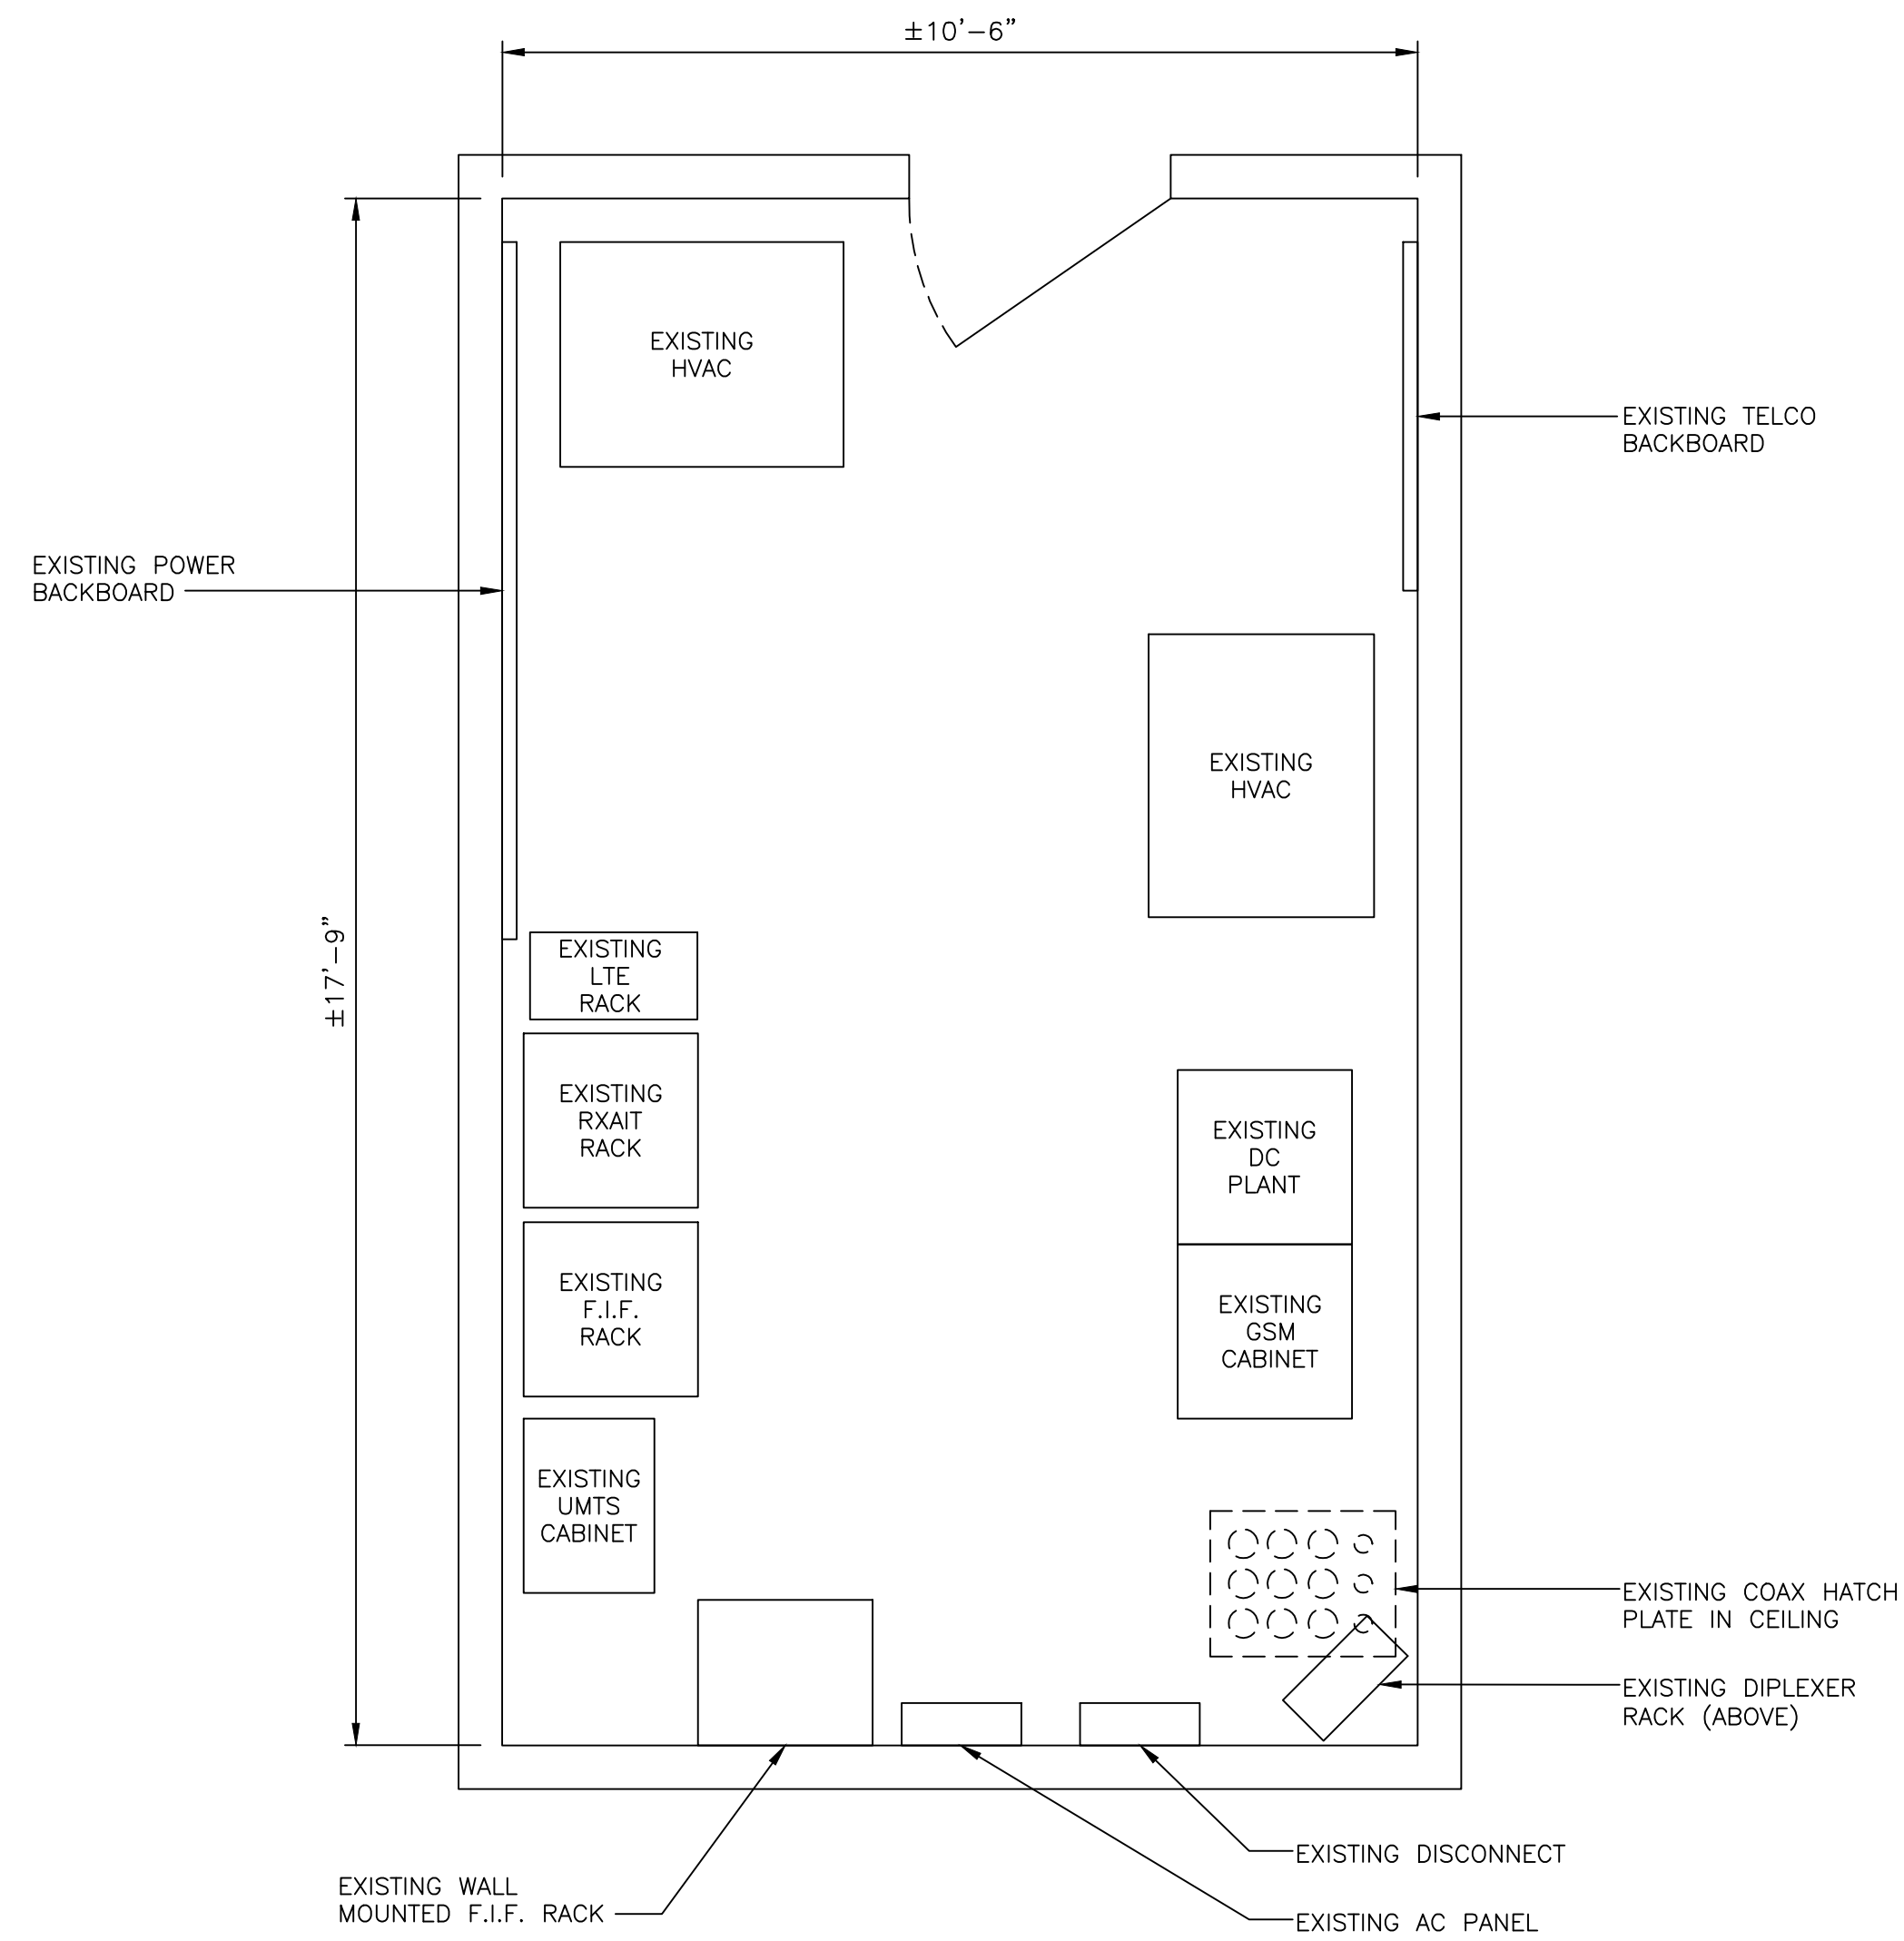 ±10'-6"
EXISTING
HVAC
EXISTING TELCO
BACKBOARD
EXISTING POWER
BACKBOARD
EXISTING
HVAC
±17'-9"
EXISTING
LTE
RACK
EXISTING
RXAIT
RACK
EXISTING
DC
PLANT
EXISTING
F.I.F.
RACK
EXISTING
GSM
CABINET
EXISTING
UMTS
CABINET
EXISTING COAX HATCH
PLATE IN CEILING
EXISTING DIPLEXER
RACK (ABOVE)
EXISTING DISCONNECT
EXISTING WALL
MOUNTED F.I.F. RACK
EXISTING AC PANEL